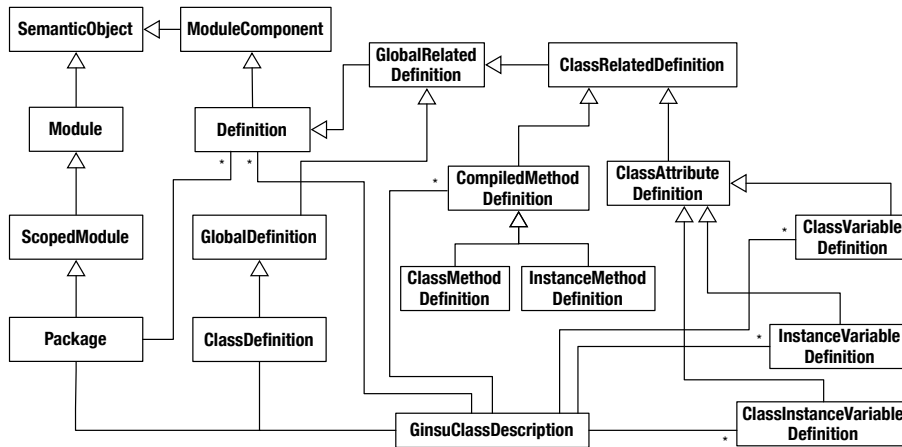 SemanticObject
ModuleComponent
GlobalRelated
Definition
ClassRelatedDefinition
Module
Definition
*
*
*
CompiledMethod
Definition
ClassAttribute
Definition
ScopedModule
GlobalDefinition
*
ClassVariable
Definition
ClassMethod
Definition
InstanceMethod
Definition
Package
ClassDefinition
*
InstanceVariable
Definition
GinsuClassDescription
*
ClassInstanceVariable
Definition